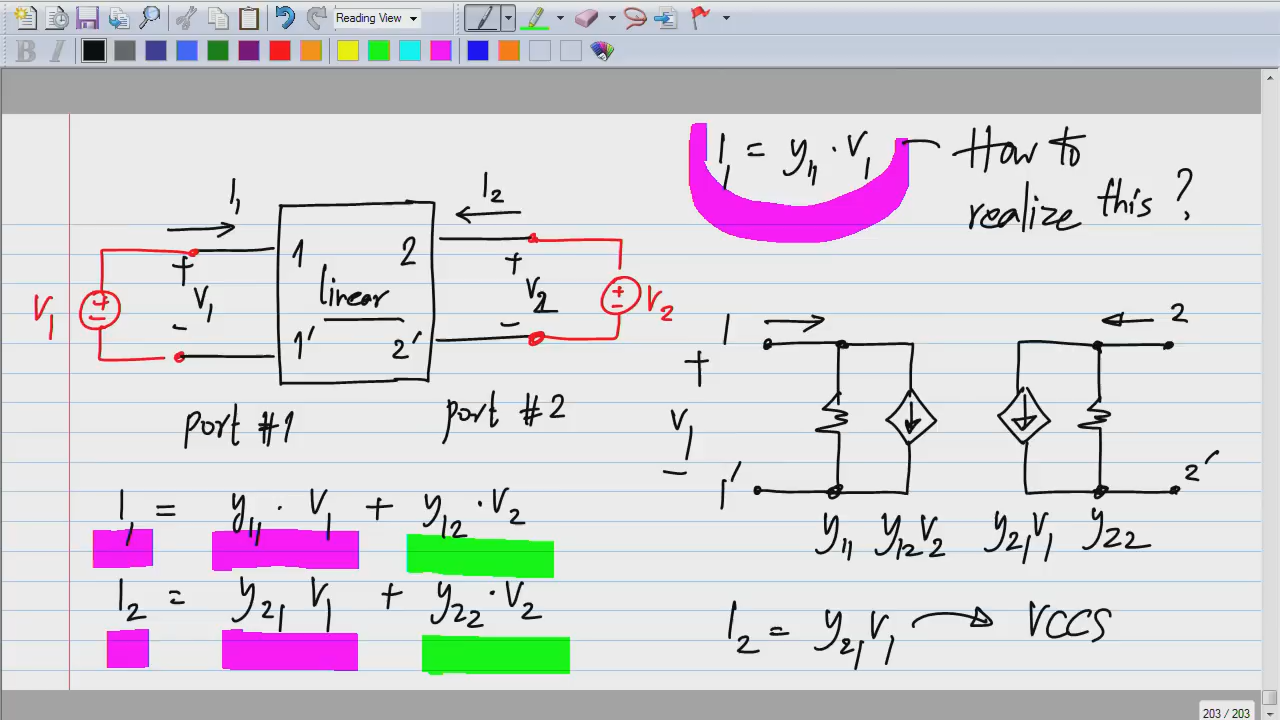 Reading View
B I
I₁ = y₁₁ · V₁ How to
realize this?
I₁ I₂
1 2
+ V₁ - linear + V₂ -
V₁ + - + - V₂
1' 2'
port #1 port #2
1 2
+ V₁ -
1' 2'
y₁₁ y₁₂V₂ y₂₁V₁ y₂₂
I₁ = y₁₁ · V₁ + y₁₂ · V₂
I₂ = y₂₁ V₁ + y₂₂ · V₂
I₂ = y₂₁V₁ → VCCS
203 / 203